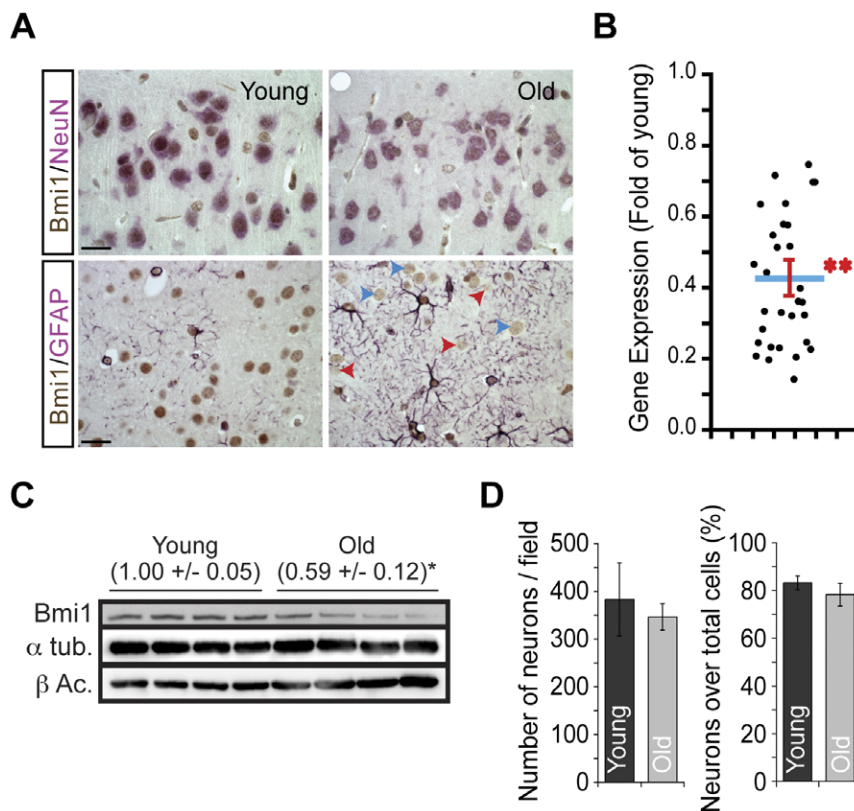 A
Bmi1/NeuN
Young
Old
Bmi1/GFAP
B
Gene Expression (Fold of young)
1.0
0.8
0.6
0.4
0.2
0.0
**
C
Young Old
(1.00 +/- 0.05) (0.59 +/- 0.12)*
Bmi1
α tub.
β Ac.
D
Number of neurons / field
500
400
300
200
100
0
Young
Old
Neurons over total cells (%)
100
80
60
40
20
0
Young
Old